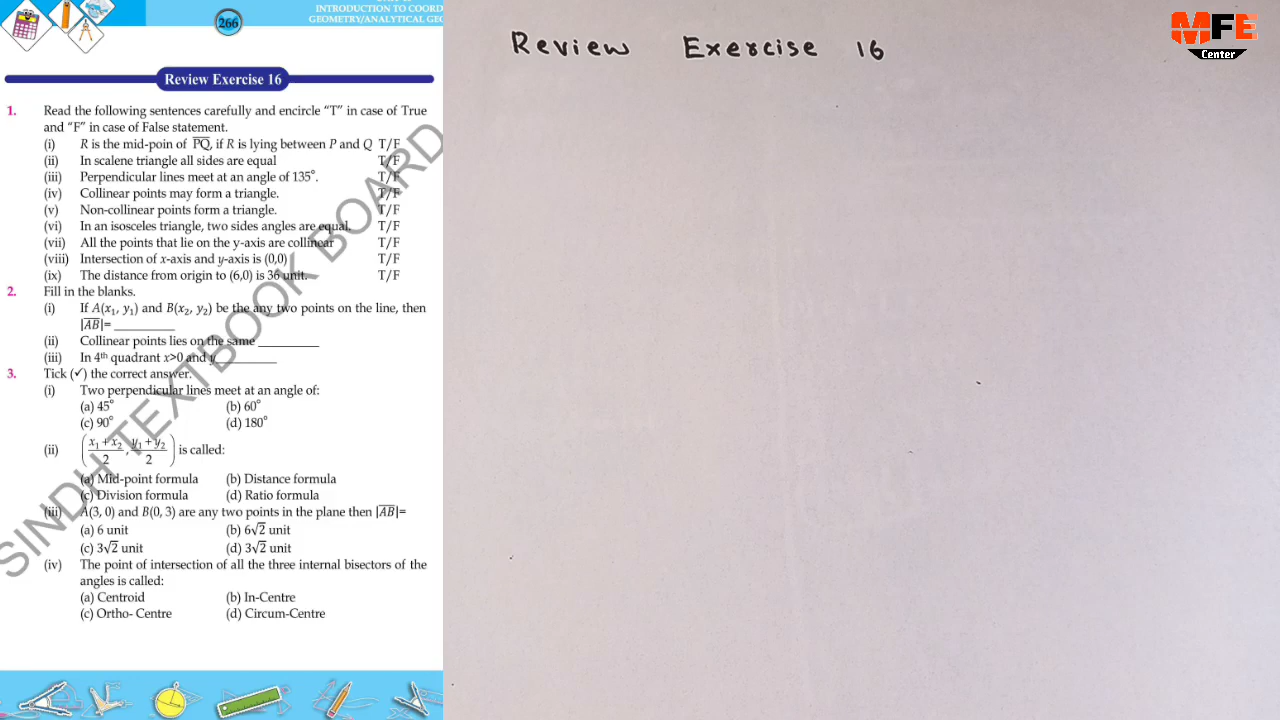 INTRODUCTION TO COORD
GEOMETRY/ANALYTICAL GEO
266
Review Exercise 16
1. Read the following sentences carefully and encircle “T” in case of True
and “F” in case of False statement.
(i) R is the mid-poin of P̅Q̅, if R is lying between P and Q T/F
(ii) In scalene triangle all sides are equal T/F
(iii) Perpendicular lines meet at an angle of 135°. T/F
(iv) Collinear points may form a triangle. T/F
(v) Non-collinear points form a triangle. T/F
(vi) In an isosceles triangle, two sides angles are equal. T/F
(vii) All the points that lie on the y-axis are collinear T/F
(viii) Intersection of x-axis and y-axis is (0,0) T/F
(ix) The distance from origin to (6,0) is 36 unit. T/F
2. Fill in the blanks.
(i) If A(x₁, y₁) and B(x₂, y₂) be the any two points on the line, then
|A̅B̅|= __________
(ii) Collinear points lies on the same __________
(iii) In 4th quadrant x>0 and y__________
3. Tick (✓) the correct answer.
(i) Two perpendicular lines meet at an angle of:
(a) 45° (b) 60°
(c) 90° (d) 180°
(ii) ((x₁ + x₂)/2, (y₁ + y₂)/2) is called:
(a) Mid-point formula (b) Distance formula
(c) Division formula (d) Ratio formula
(iii) A(3, 0) and B(0, 3) are any two points in the plane then |A̅B̅|=
(a) 6 unit (b) 6√2 unit
(c) 3√2 unit (d) 3√2 unit
(iv) The point of intersection of all the three internal bisectors of the
angles is called:
(a) Centroid (b) In-Centre
(c) Ortho- Centre (d) Circum-Centre
SINDH TEXTBOOK BOARD
Review Exercise 16
MFE
Center